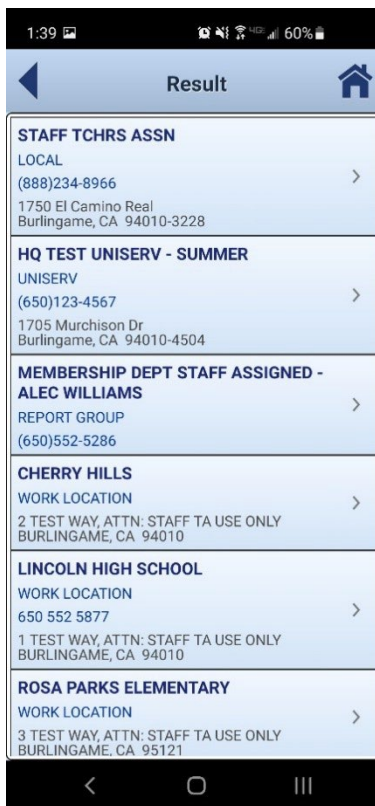 1:39 4GE 60%
Result
STAFF TCHRS ASSN
LOCAL
(888)234-8966
1750 El Camino Real
Burlingame, CA 94010-3228
HQ TEST UNISERV - SUMMER
UNISERV
(650)123-4567
1705 Murchison Dr
Burlingame, CA 94010-4504
MEMBERSHIP DEPT STAFF ASSIGNED -
ALEC WILLIAMS
REPORT GROUP
(650)552-5286
CHERRY HILLS
WORK LOCATION
2 TEST WAY, ATTN: STAFF TA USE ONLY
BURLINGAME, CA 94010
LINCOLN HIGH SCHOOL
WORK LOCATION
650 552 5877
1 TEST WAY, ATTN: STAFF TA USE ONLY
BURLINGAME, CA 94010
ROSA PARKS ELEMENTARY
WORK LOCATION
3 TEST WAY, ATTN: STAFF TA USE ONLY
BURLINGAME, CA 95121